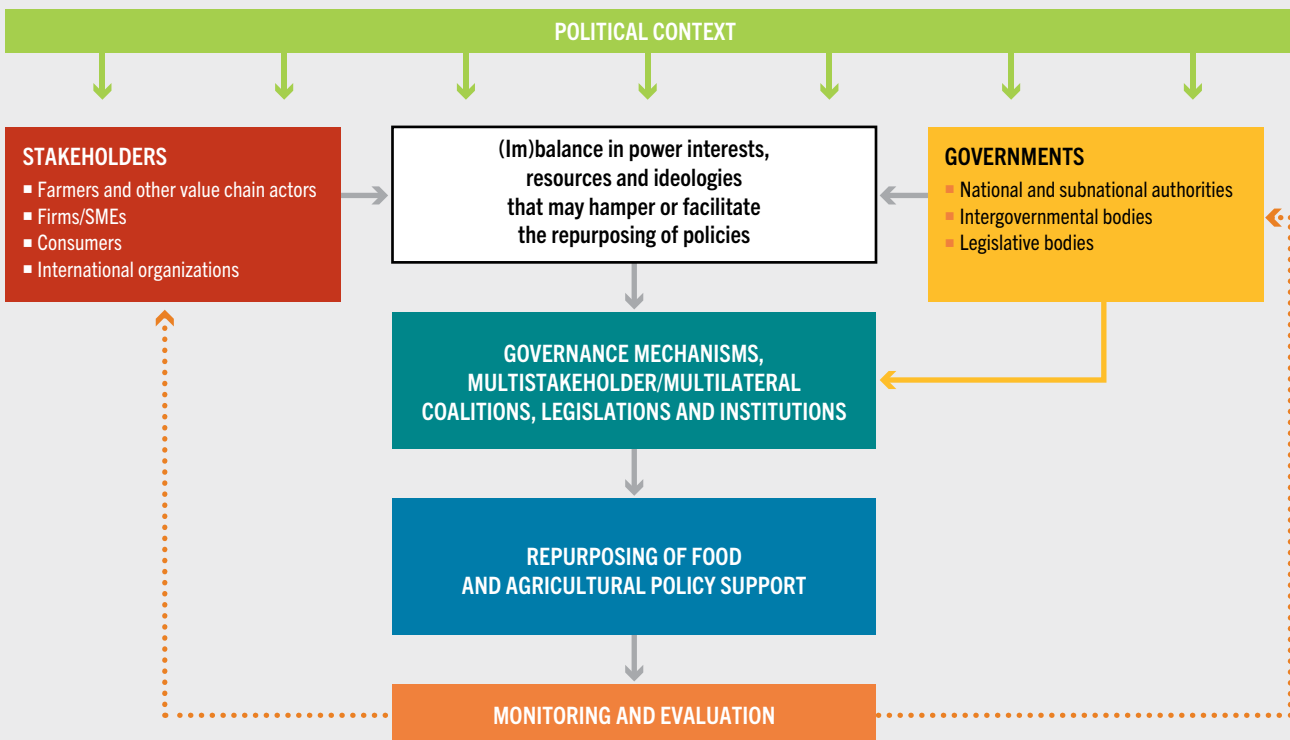 POLITICAL CONTEXT
STAKEHOLDERS
▪ Farmers and other value chain actors
▪ Firms/SMEs
▪ Consumers
▪ International organizations
(Im)balance in power interests,
resources and ideologies
that may hamper or facilitate
the repurposing of policies
GOVERNMENTS
▪ National and subnational authorities
▪ Intergovernmental bodies
▪ Legislative bodies
GOVERNANCE MECHANISMS,
MULTISTAKEHOLDER/MULTILATERAL
COALITIONS, LEGISLATIONS AND INSTITUTIONS
REPURPOSING OF FOOD
AND AGRICULTURAL POLICY SUPPORT
MONITORING AND EVALUATION